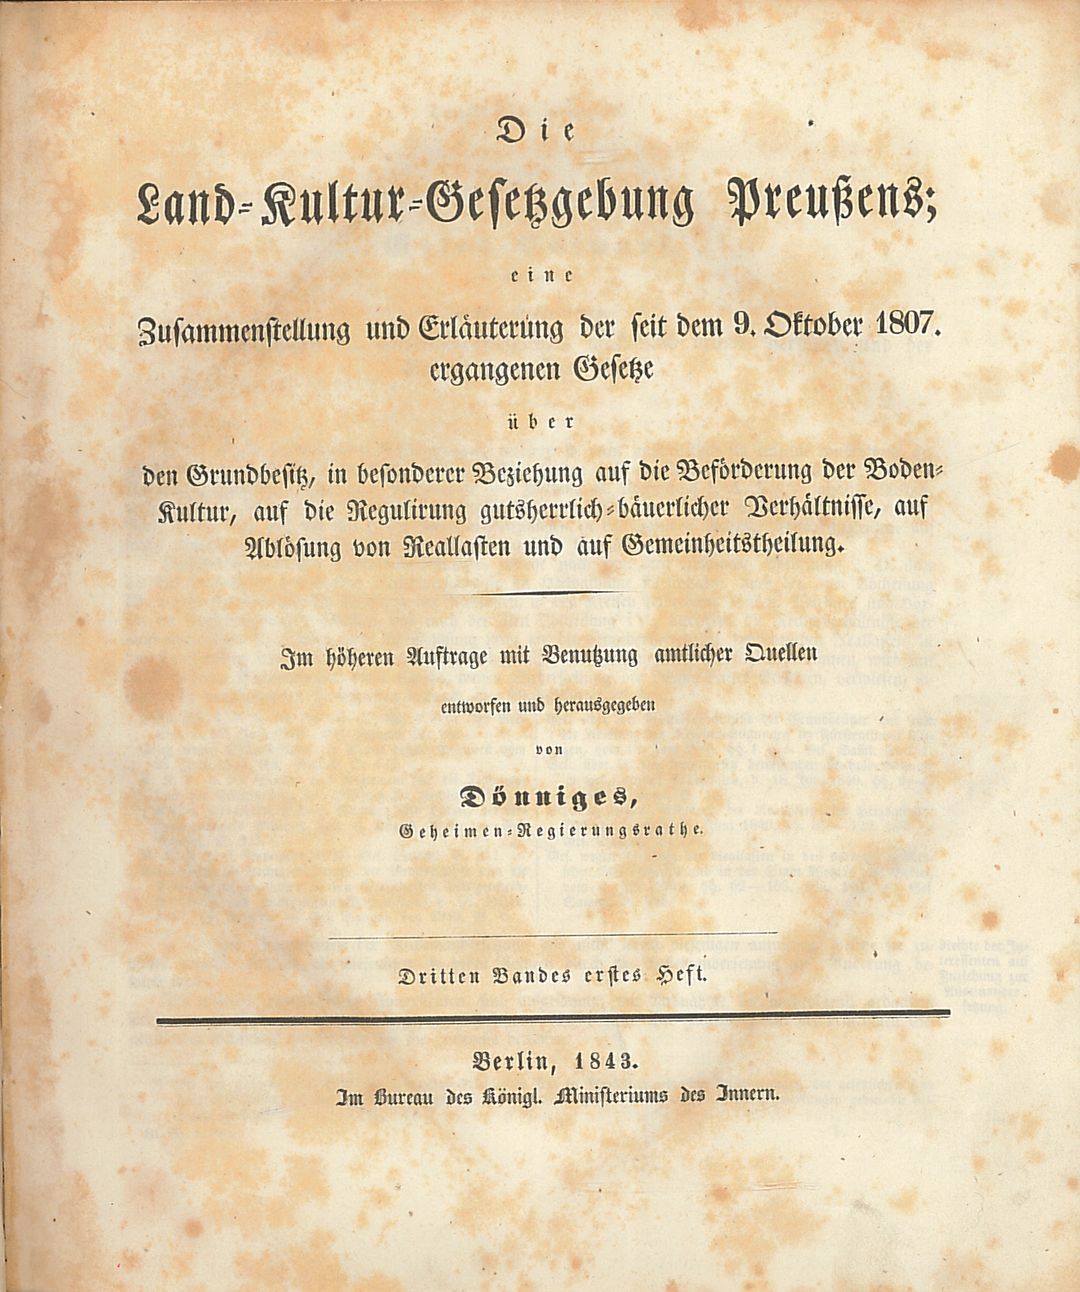 Die
Land-Kultur-Gesetzgebung Preußens;
eine
Zusammenstellung und Erläuterung der seit dem 9. Oktober 1807.
ergangenen Gesetze
über
den Grundbesitz, in besonderer Beziehung auf die Beförderung der Boden-
Kultur, auf die Regulirung gutsherrlich-bäuerlicher Verhältnisse, auf
Ablösung von Reallasten und auf Gemeinheitstheilung.
Im höheren Auftrage mit Benutzung amtlicher Quellen
entworfen und herausgegeben
von
Dönniges,
Geheimen-Regierungsrathe.
Dritten Bandes erstes Heft.
Berlin, 1843.
Im Bureau des Königl. Ministeriums des Innern.